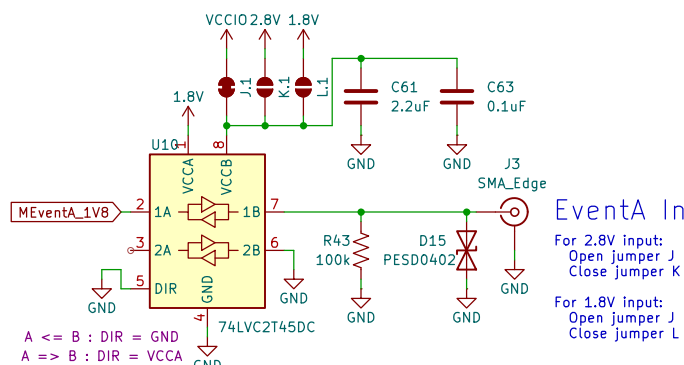 VCCIO 2.8V 1.8V
J.1
K.1
L.1
1.8V
C61
2.2uF
C63
0.1uF
GND
GND
U10
1
8
VCCA
VCCB
J3
SMA_Edge
MEventA_1V8
2
1A
1B
7
EventA In
3
2A
2B
6
R43
100k
D15
PESD0402
For 2.8V input:
Open jumper J
Close jumper K
GND
5
DIR
GND
GND
GND
GND
GND
For 1.8V input:
Open jumper J
Close jumper L
4
74LVC2T45DC
A <= B : DIR = GND
A => B : DIR = VCCA
GND